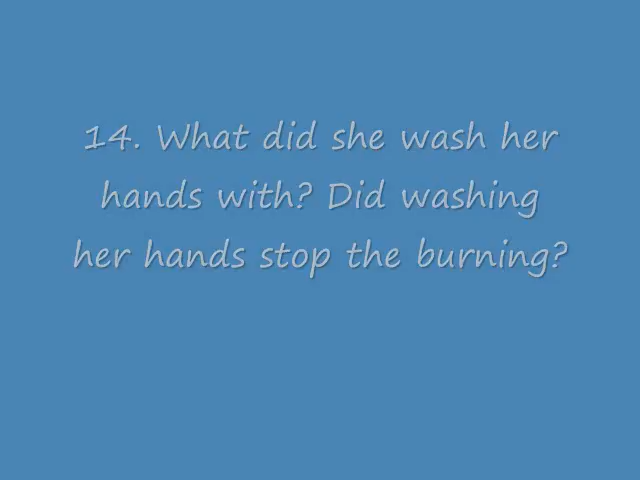 14. What did she wash her
hands with? Did washing
her hands stop the burning?